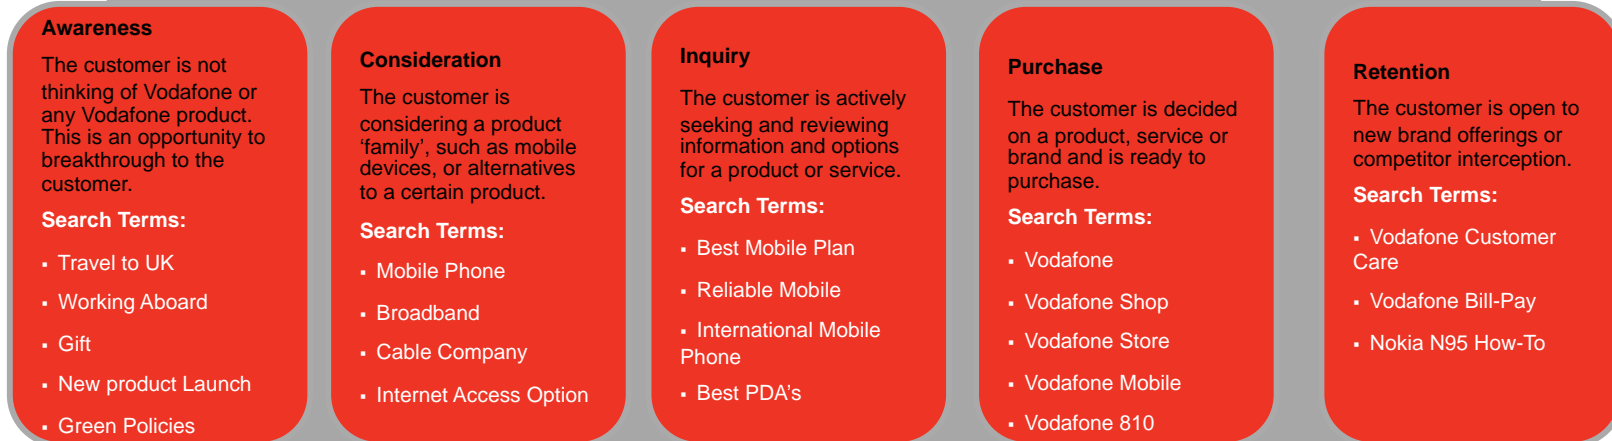 Awareness
The customer is not
thinking of Vodafone or
any Vodafone product.
This is an opportunity to
breakthrough to the
customer.
Search Terms:
▪ Travel to UK
▪ Working Aboard
▪ Gift
▪ New product Launch
▪ Green Policies
Consideration
The customer is
considering a product
‘family’, such as mobile
devices, or alternatives
to a certain product.
Search Terms:
▪ Mobile Phone
▪ Broadband
▪ Cable Company
▪ Internet Access Option
Inquiry
The customer is actively
seeking and reviewing
information and options
for a product or service.
Search Terms:
▪ Best Mobile Plan
▪ Reliable Mobile
▪ International Mobile
Phone
▪ Best PDA’s
Purchase
The customer is decided
on a product, service or
brand and is ready to
purchase.
Search Terms:
▪ Vodafone
▪ Vodafone Shop
▪ Vodafone Store
▪ Vodafone Mobile
▪ Vodafone 810
Retention
The customer is open to
new brand offerings or
competitor interception.
Search Terms:
▪ Vodafone Customer
Care
▪ Vodafone Bill-Pay
▪ Nokia N95 How-To